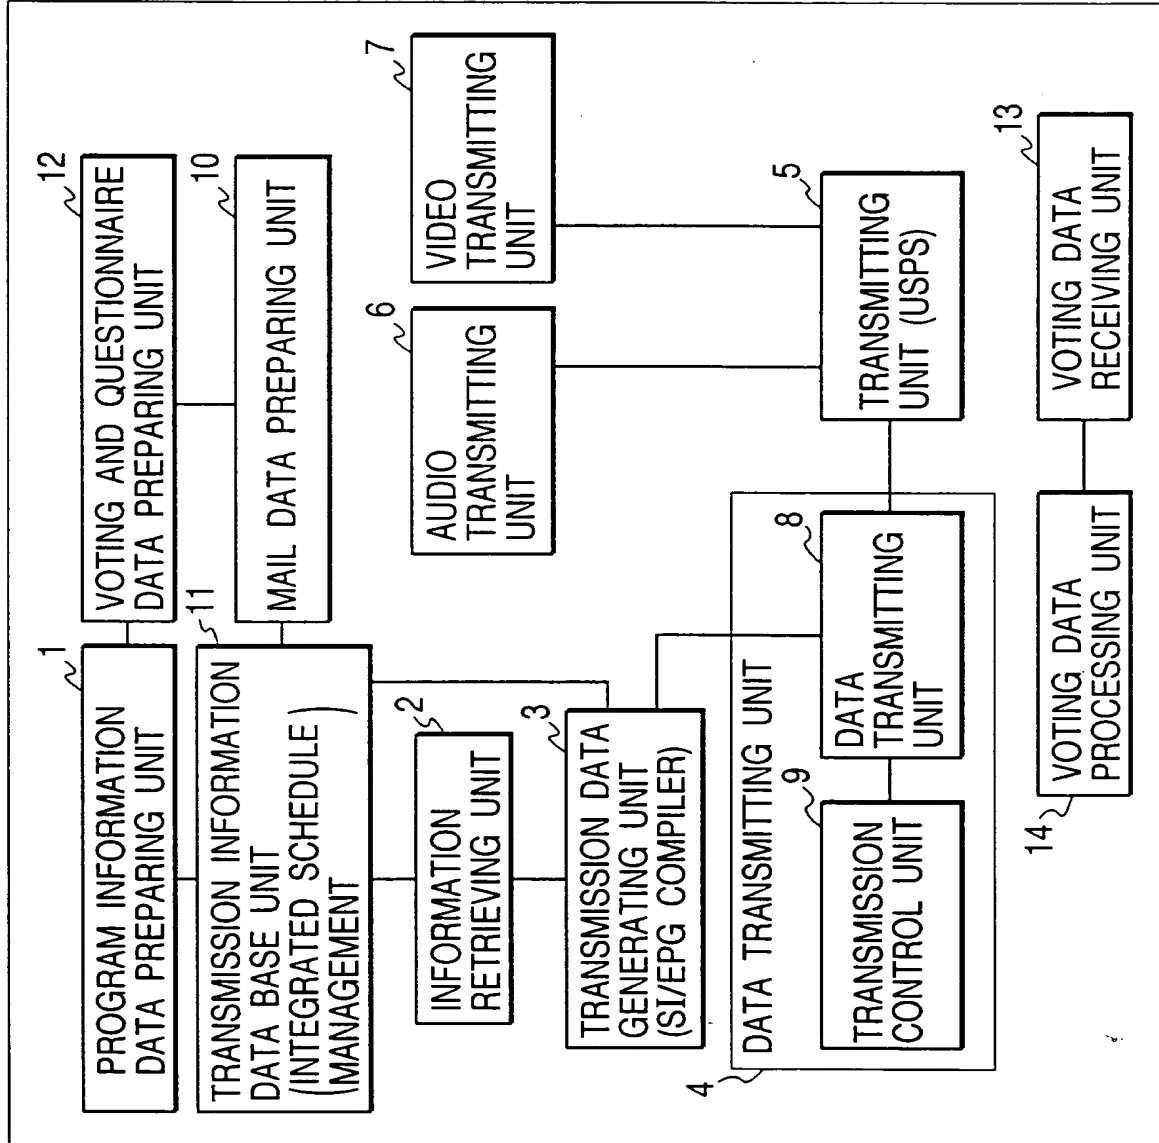 1
PROGRAM INFORMATION
DATA PREPARING UNIT
12
VOTING AND QUESTIONNAIRE
DATA PREPARING UNIT
11
TRANSMISSION INFORMATION
DATA BASE UNIT
(INTEGRATED SCHEDULE)
(MANAGEMENT
10
MAIL DATA PREPARING UNIT
2
INFORMATION
RETRIEVING UNIT
6
AUDIO
TRANSMITTING
UNIT
7
VIDEO
TRANSMITTING
UNIT
3
TRANSMISSION DATA
GENERATING UNIT
(SI/EPG COMPILER)
4
DATA TRANSMITTING UNIT
9
TRANSMISSION
CONTROL UNIT
8
DATA
TRANSMITTING
UNIT
5
TRANSMITTING
UNIT (USPS)
14
VOTING DATA
PROCESSING UNIT
13
VOTING DATA
RECEIVING UNIT